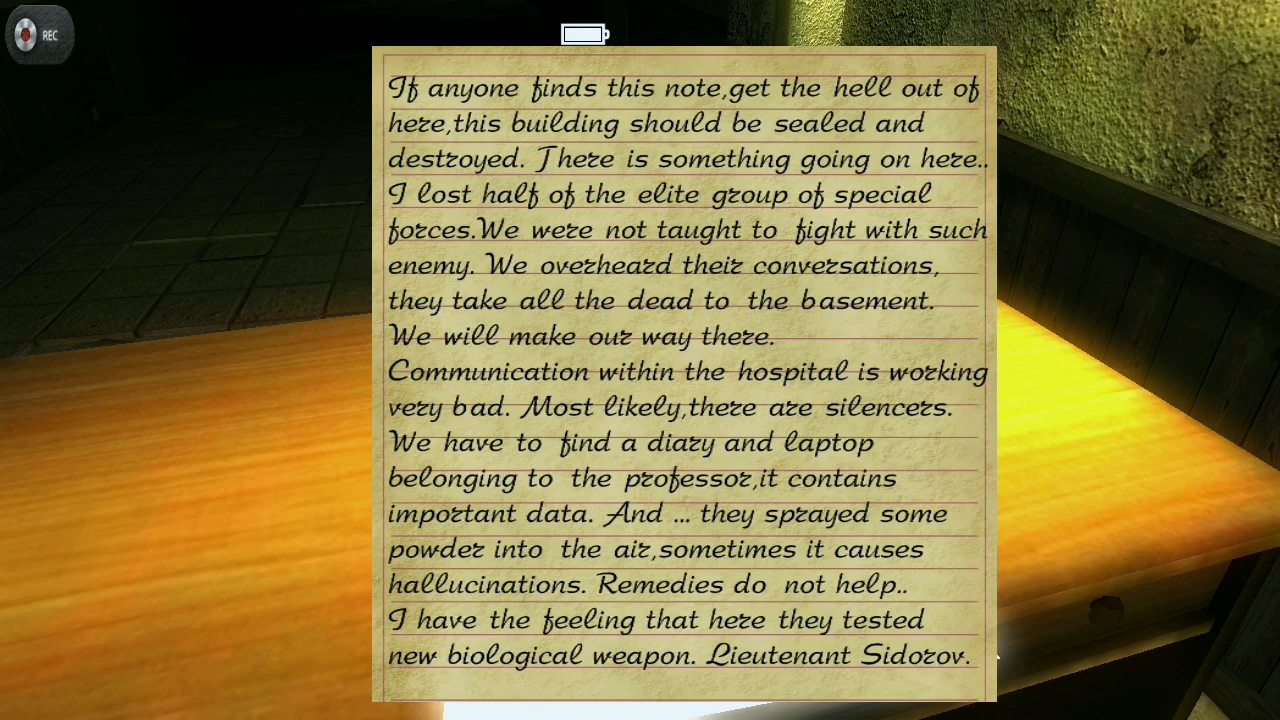 REC
If anyone finds this note,get the hell out of
here,this building should be sealed and
destroyed. There is something going on here..
I lost half of the elite group of special
forces.We were not taught to fight with such
enemy. We overheard their conversations,
they take all the dead to the basement.
We will make our way there.
Communication within the hospital is working
very bad. Most likely,there are silencers.
We have to find a diary and laptop
belonging to the professor,it contains
important data. And ... they sprayed some
powder into the air,sometimes it causes
hallucinations. Remedies do not help..
I have the feeling that here they tested
new biological weapon. Lieutenant Sidorov.